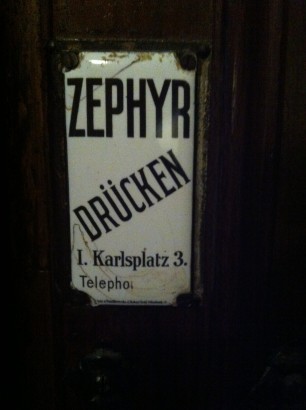 ZEPHYR
DRÜCKEN
I. Karlsplatz 3.
Telepho